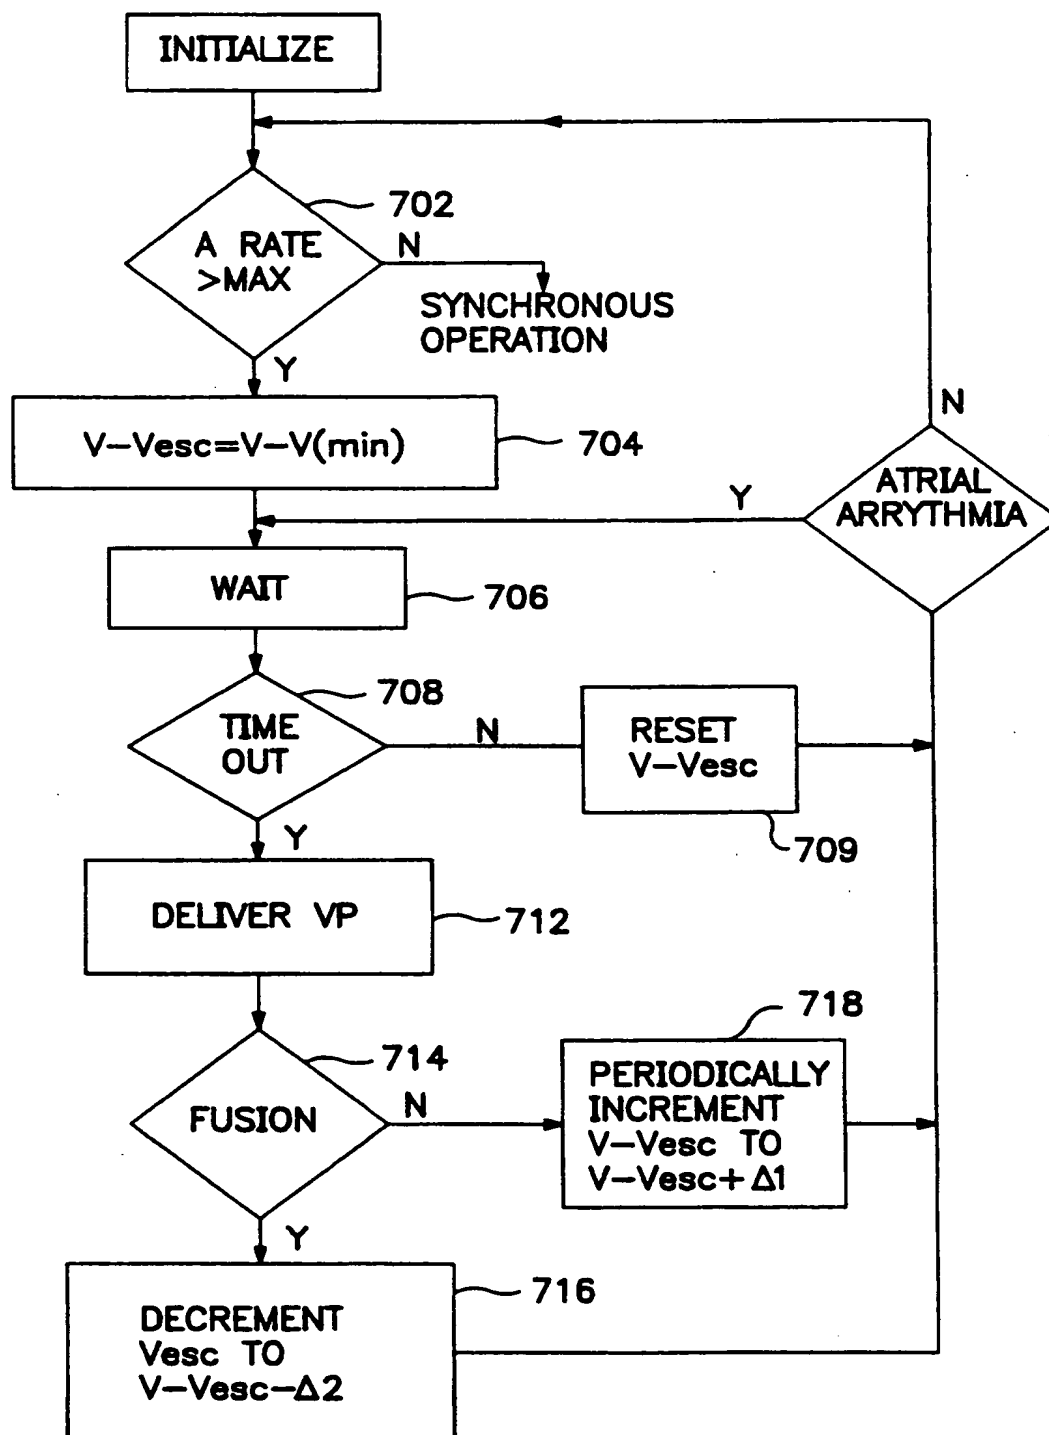 INITIALIZE
702
A RATE
>MAX
N
SYNCHRONOUS
OPERATION
Y
V-Vesc=V-V(min)
704
N
ATRIAL
ARRYTHMIA
Y
WAIT
706
708
TIME
OUT
N
RESET
V-Vesc
709
Y
DELIVER VP
712
714
FUSION
N
718
PERIODICALLY
INCREMENT
V-Vesc TO
V-Vesc+Δ1
Y
716
DECREMENT
Vesc TO
V-Vesc-Δ2